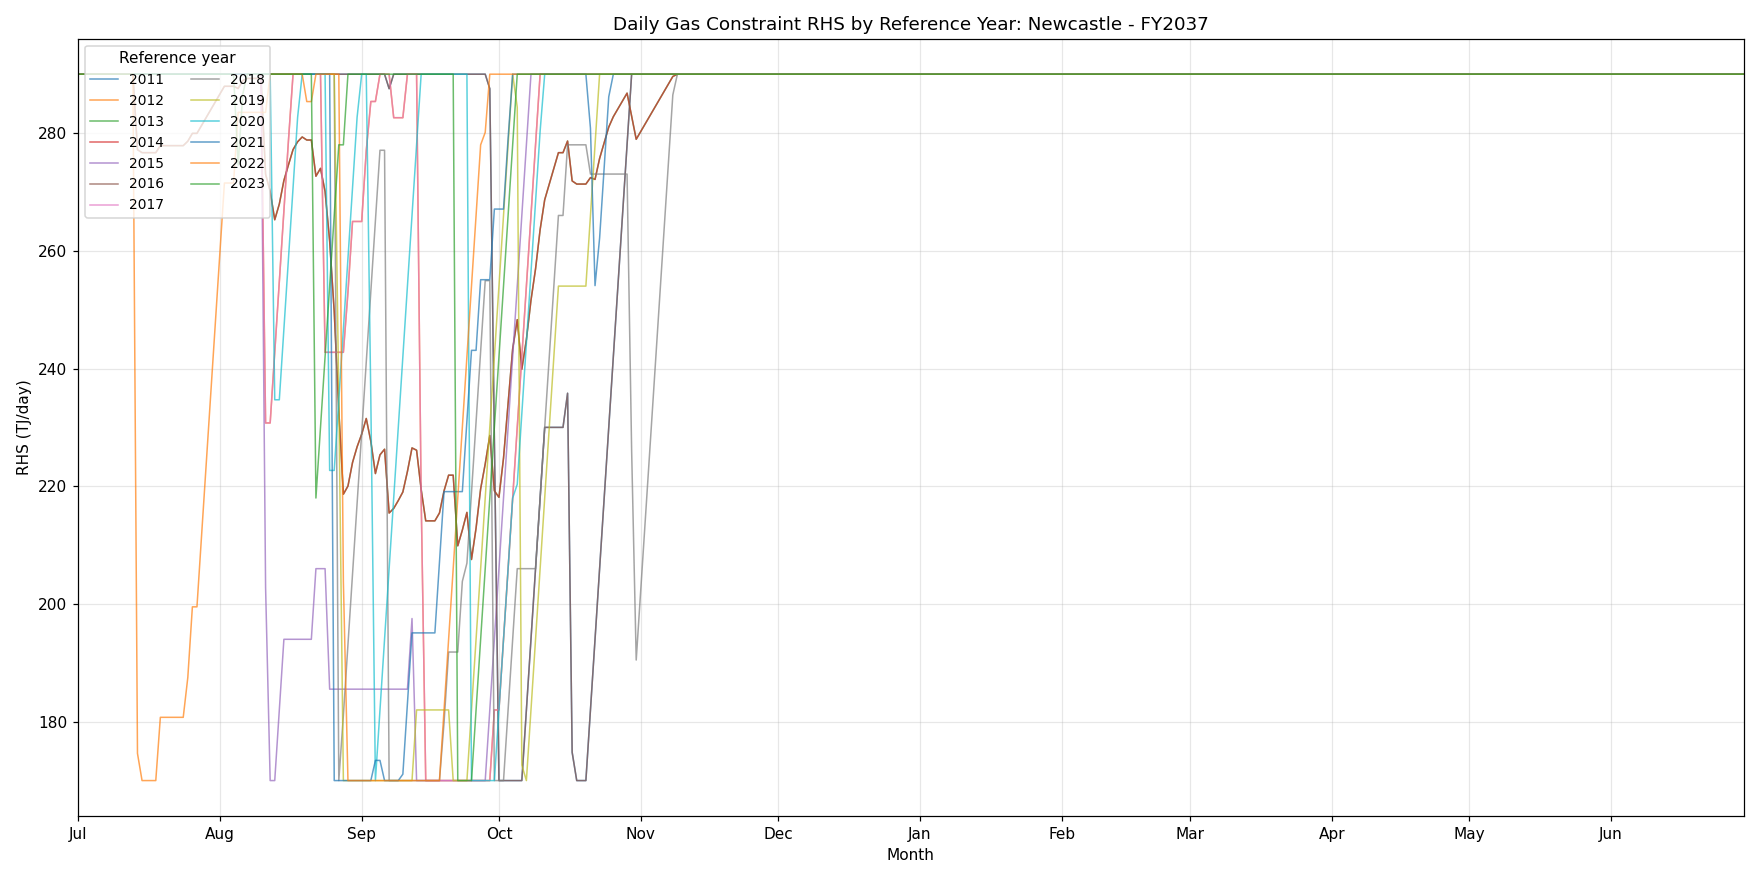 Daily Gas Constraint RHS by Reference Year: Newcastle - FY2037
Reference year
2011
2012
2013
2014
2015
2016
2017
2018
2019
2020
2021
2022
2023
RHS (TJ/day)
280
260
240
220
200
180
Jul
Aug
Sep
Oct
Nov
Dec
Jan
Feb
Mar
Apr
May
Jun
Month